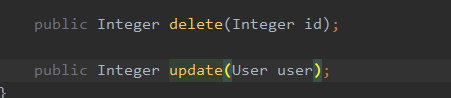 public Integer delete(Integer id);
public Integer update(User user);
}